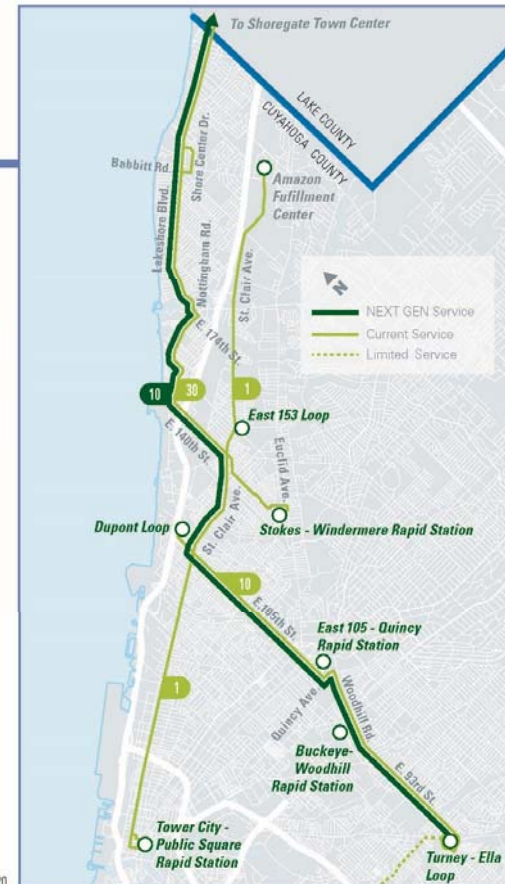 To Shoregate Town Center
LAKE COUNTY
CUYAHOGA COUNTY
Babbitt Rd.
Shore Center Dr.
Lakeshore Blvd.
Nottingham Rd.
Amazon
Fufillment
Center
St. Clair Ave.
N
NEXT GEN Service
Current Service
Limited Service
E. 174th St.
10
30
1
E. 140th St.
East 153 Loop
Euclid Ave.
Dupont Loop
St. Clair Ave.
Stokes - Windermere Rapid Station
10
E.105th St.
East 105 - Quincy
Rapid Station
1
Quincy Ave.
Woodhill Rd.
Buckeye-
Woodhill
Rapid Station
E. 93rd St.
Tower City -
Public Square
Rapid Station
Turney - Ella
Loop